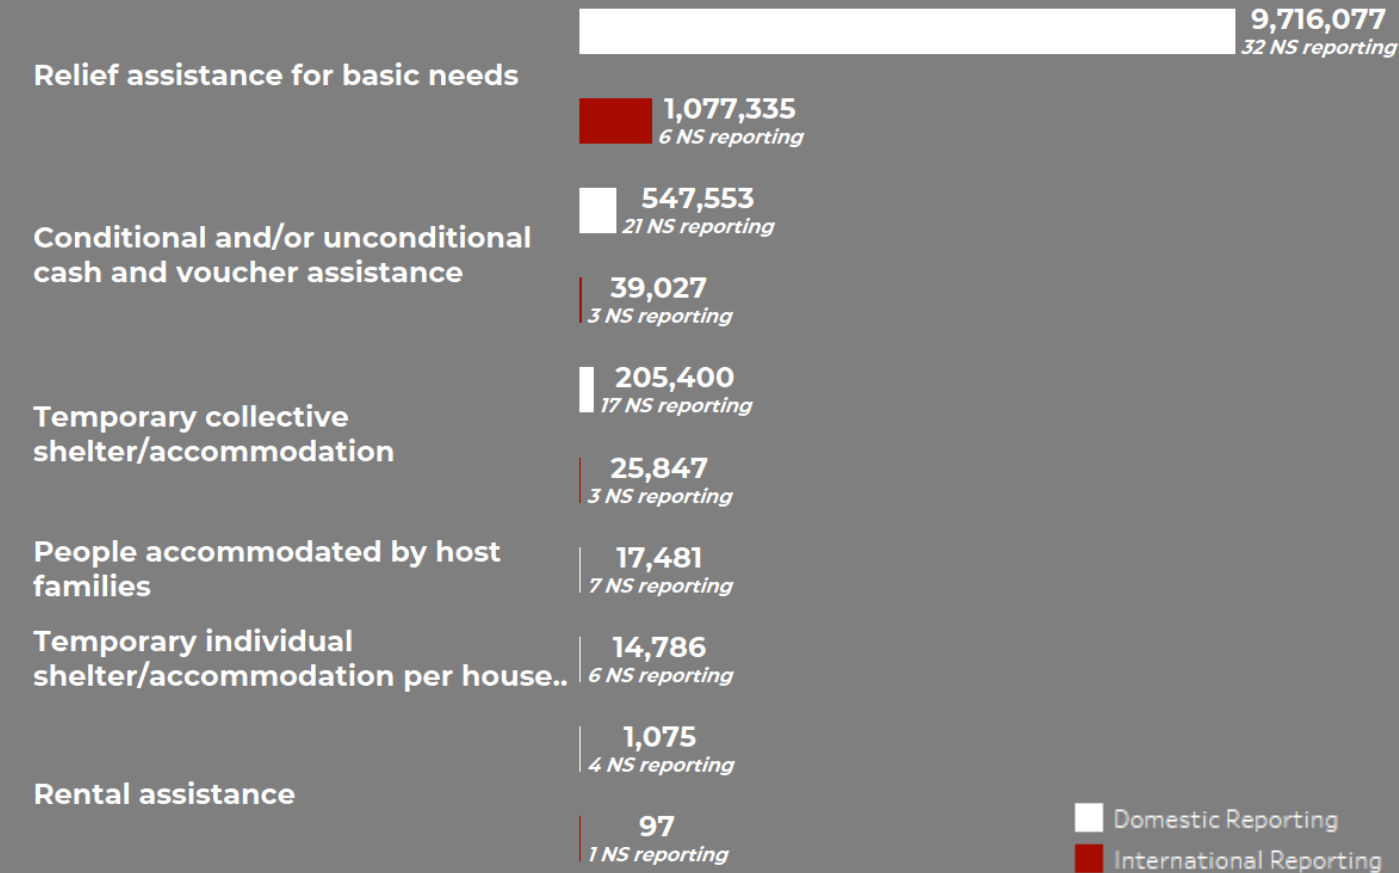 9,716,077
32 NS reporting
Relief assistance for basic needs
1,077,335
6 NS reporting
547,553
21 NS reporting
Conditional and/or unconditional
cash and voucher assistance
39,027
3 NS reporting
205,400
17 NS reporting
Temporary collective
shelter/accommodation
25,847
3 NS reporting
People accommodated by host
families
17,481
7 NS reporting
Temporary individual
shelter/accommodation per house..
14,786
6 NS reporting
1,075
4 NS reporting
Rental assistance
97
1 NS reporting
Domestic Reporting
International Reporting